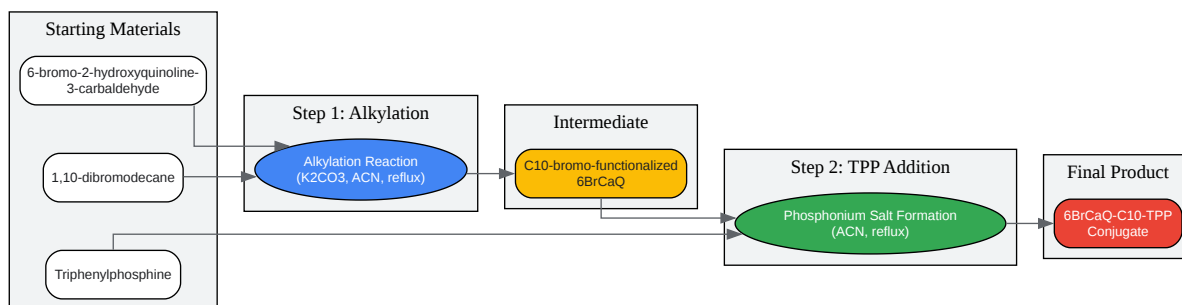 Starting Materials
6-bromo-2-hydroxyquinoline-
3-carbaldehyde
1,10-dibromodecane
Triphenylphosphine
Step 1: Alkylation
Alkylation Reaction
(K2CO3, ACN, reflux)
Intermediate
C10-bromo-functionalized
6BrCaQ
Step 2: TPP Addition
Phosphonium Salt Formation
(ACN, reflux)
Final Product
6BrCaQ-C10-TPP
Conjugate